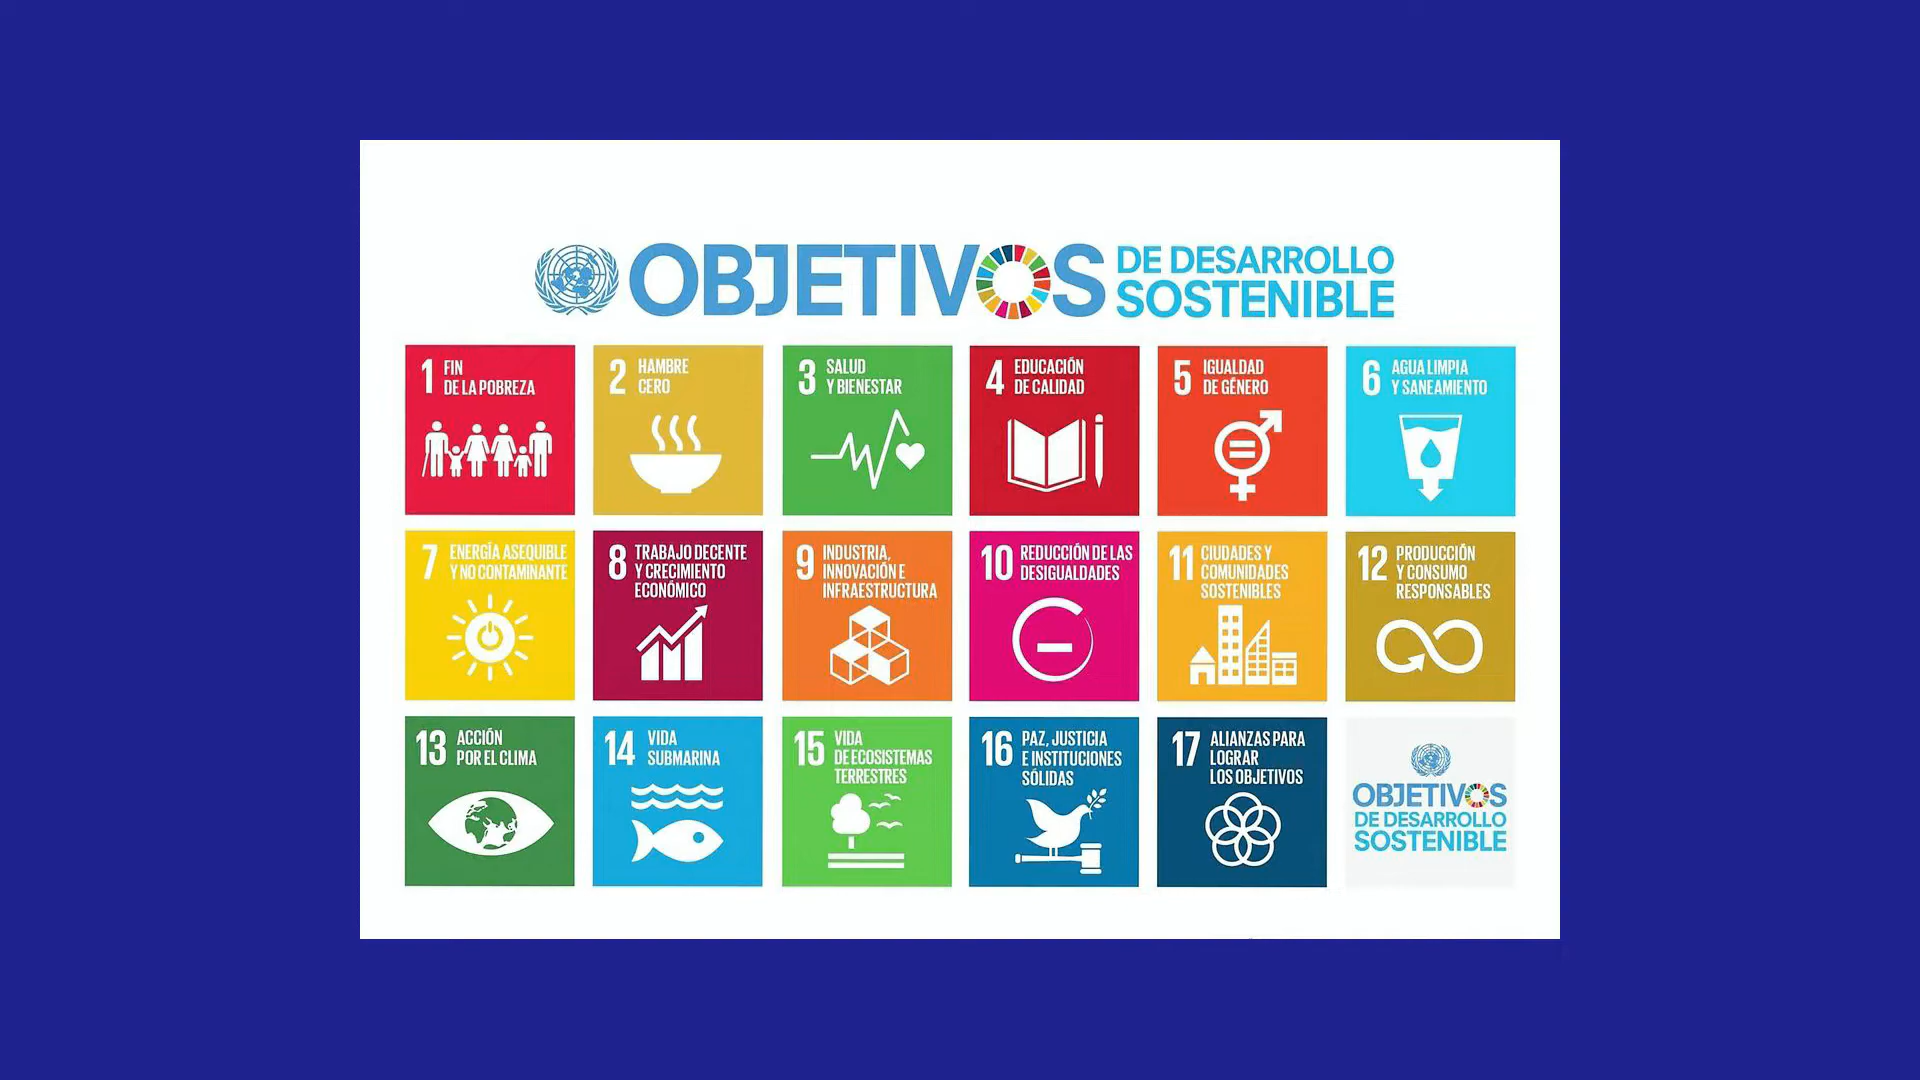 OBJETIVOS DE DESARROLLO
SOSTENIBLE
1 FIN
DE LA POBREZA
2 HAMBRE
CERO
3 SALUD
Y BIENESTAR
4 EDUCACIÓN
DE CALIDAD
5 IGUALDAD
DE GÉNERO
6 AGUA LIMPIA
Y SANEAMIENTO
7 ENERGÍA ASEQUIBLE
Y NO CONTAMINANTE
8 TRABAJO DECENTE
Y CRECIMIENTO
ECONÓMICO
9 INDUSTRIA,
INNOVACIÓN E
INFRAESTRUCTURA
10 REDUCCIÓN DE LAS
DESIGUALDADES
11 CIUDADES Y
COMUNIDADES
SOSTENIBLES
12 PRODUCCIÓN
Y CONSUMO
RESPONSABLES
13 ACCIÓN
POR EL CLIMA
14 VIDA
SUBMARINA
15 VIDA
DE ECOSISTEMAS
TERRESTRES
16 PAZ, JUSTICIA
E INSTITUCIONES
SÓLIDAS
17 ALIANZAS PARA
LOGRAR
LOS OBJETIVOS
OBJETIVOS
DE DESARROLLO
SOSTENIBLE